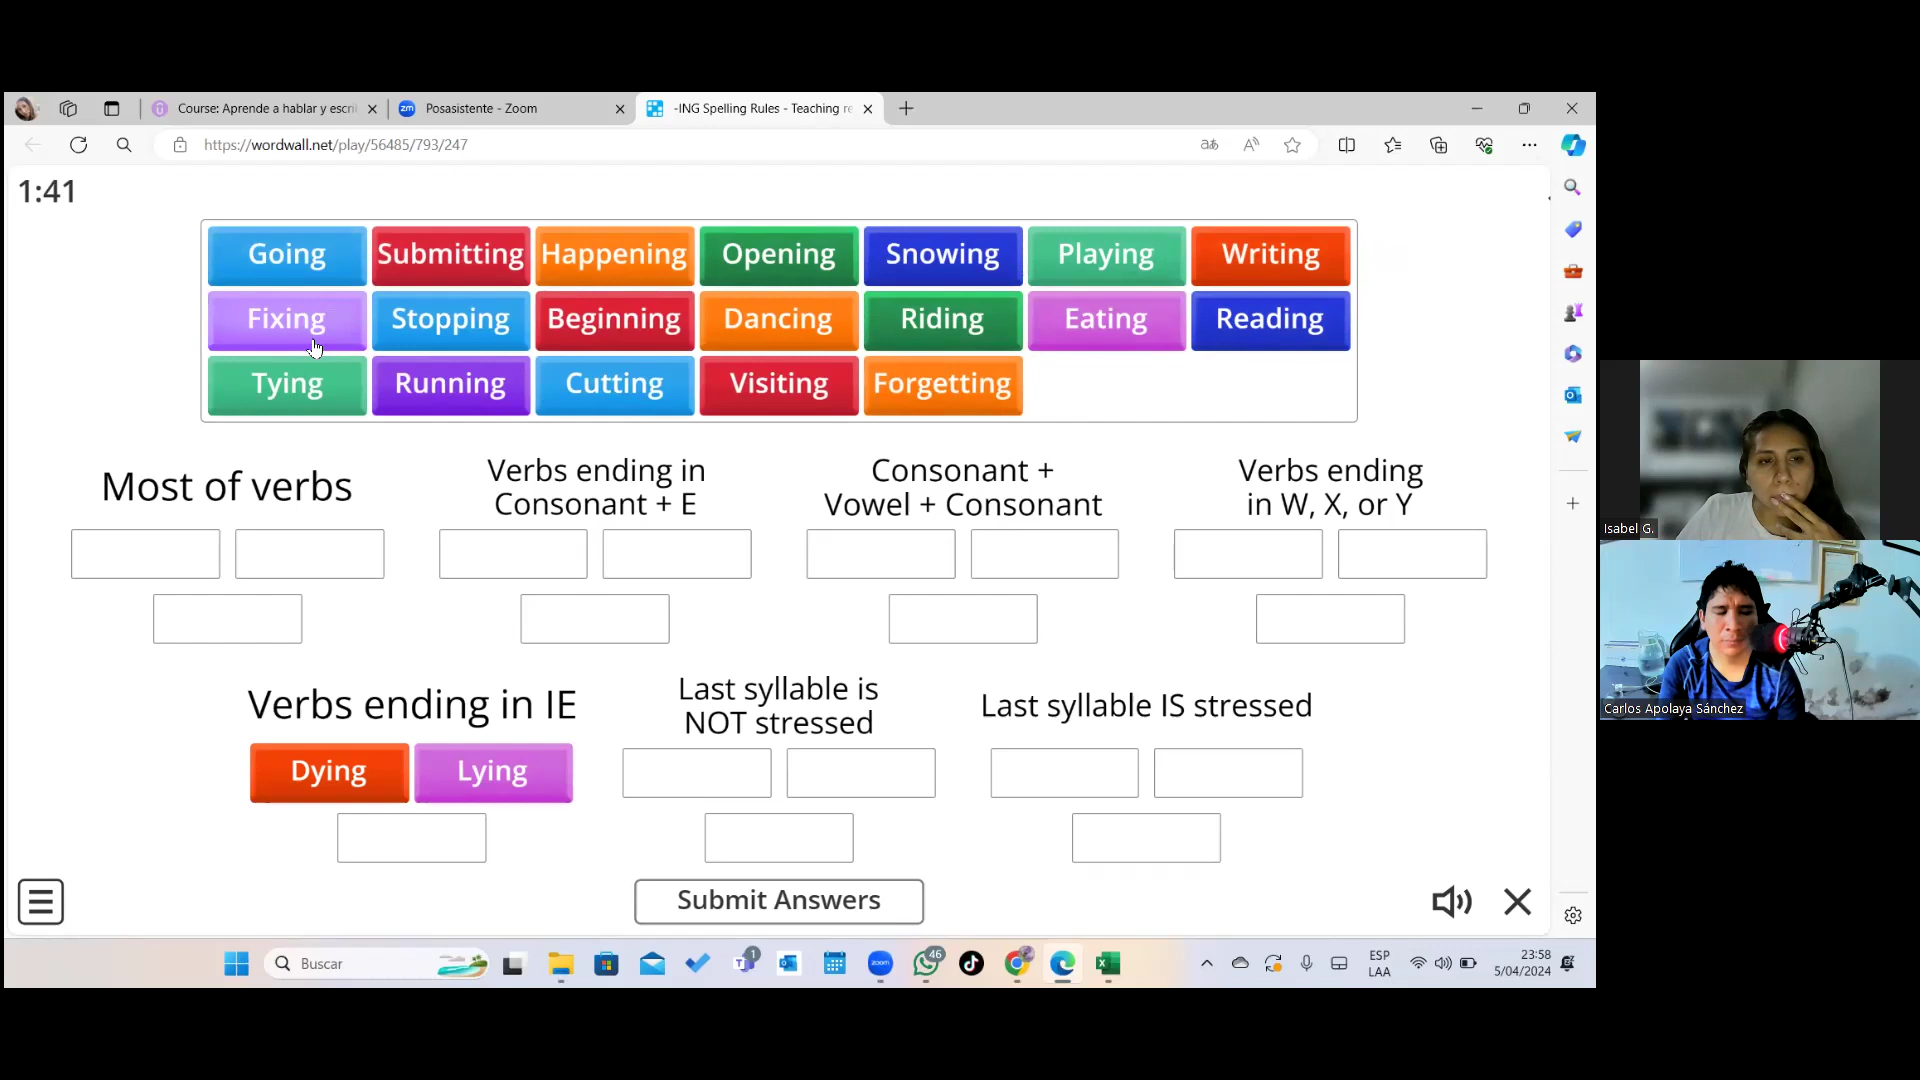 Course: Aprende a hablar y escri
Posasistente - Zoom
-ING Spelling Rules - Teaching re
https://wordwall.net/play/56485/793/247
1:41
Going Submitting Happening Opening Snowing Playing Writing
Fixing Stopping Beginning Dancing Riding Eating Reading
Tying Running Cutting Visiting Forgetting
Most of verbs
Verbs ending in
Consonant + E
Consonant +
Vowel + Consonant
Verbs ending
in W, X, or Y
Verbs ending in IE
Dying Lying
Last syllable is
NOT stressed
Last syllable IS stressed
Submit Answers
Isabel G.
Carlos Apolaya Sánchez
Buscar
1
zoom
46
ESP
LAA
23:58
5/04/2024